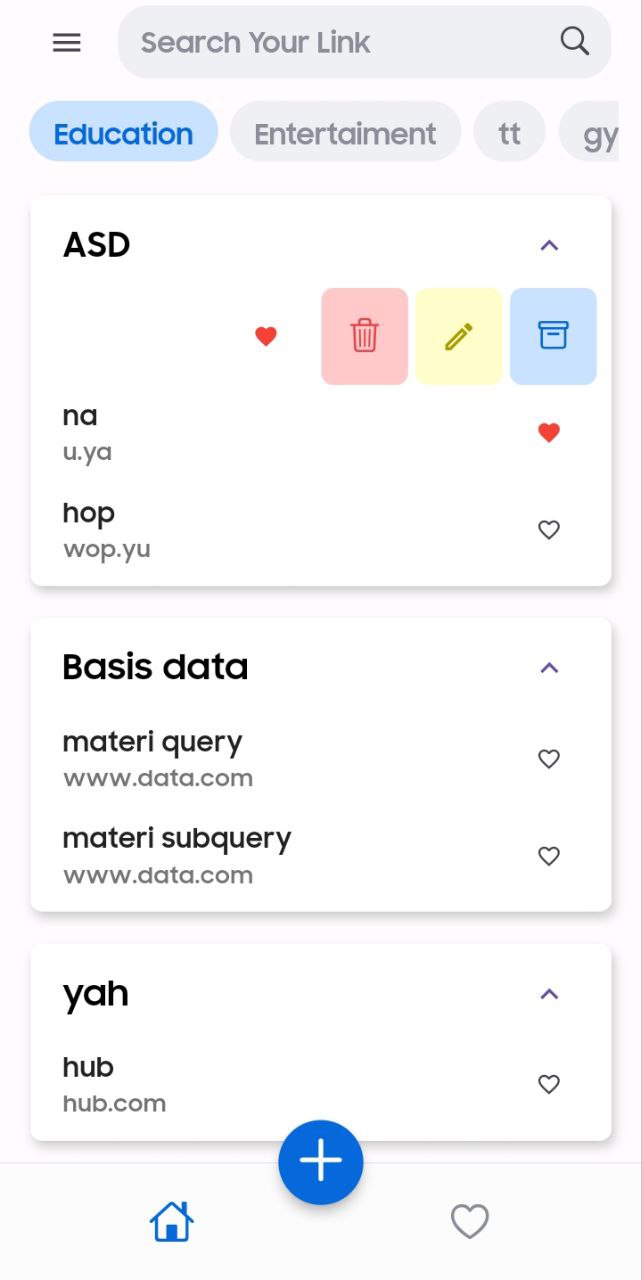 Search Your Link
Education Entertaiment tt gy
ASD
na
u.ya
hop
wop.yu
Basis data
materi query
www.data.com
materi subquery
www.data.com
yah
hub
hub.com